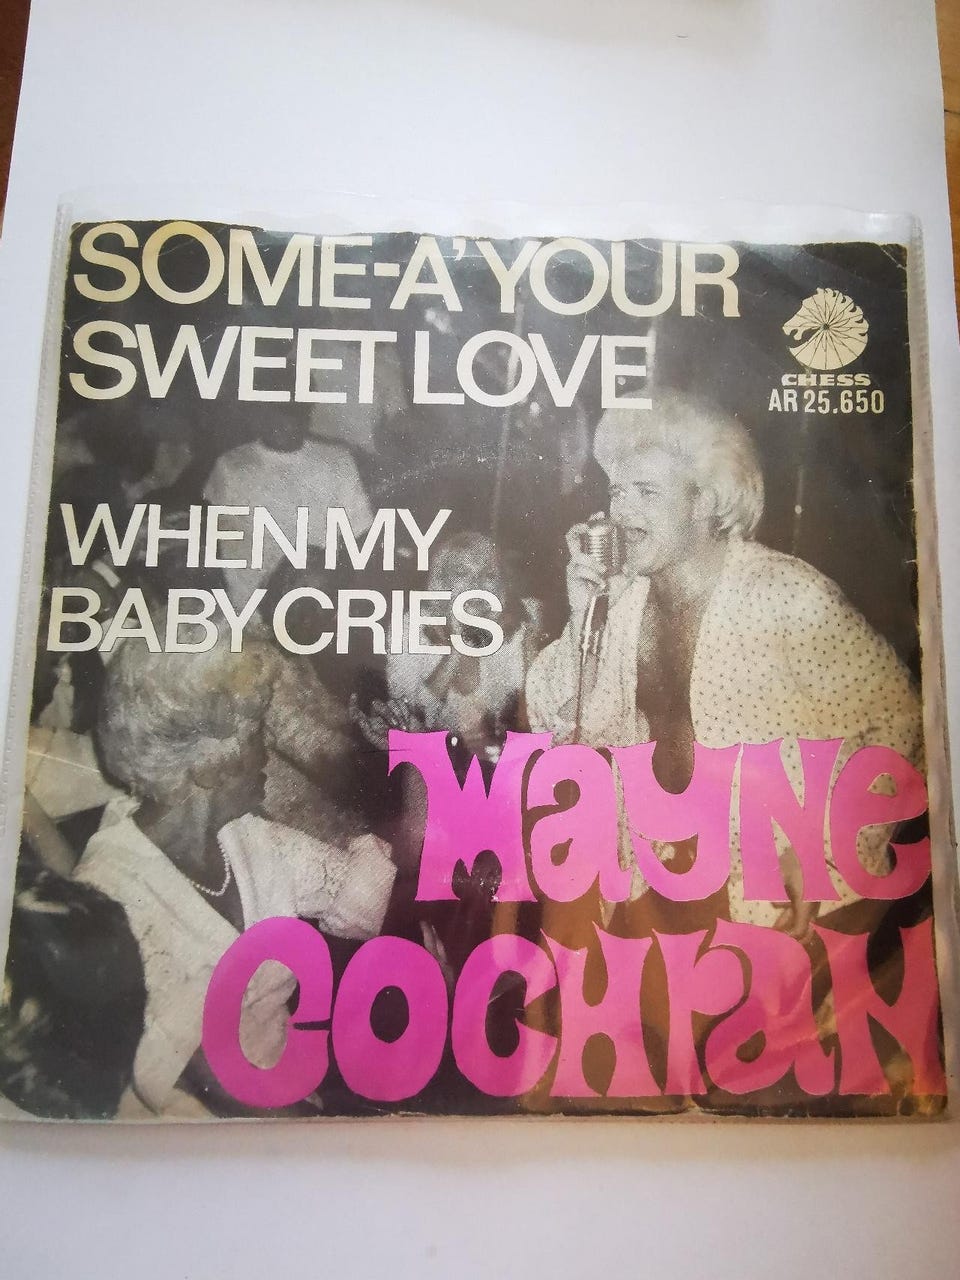 SOME-A' YOUR
SWEET LOVE
CHESS
AR 25.650
WHEN MY
BABY CRIES
Wayne
Cochran